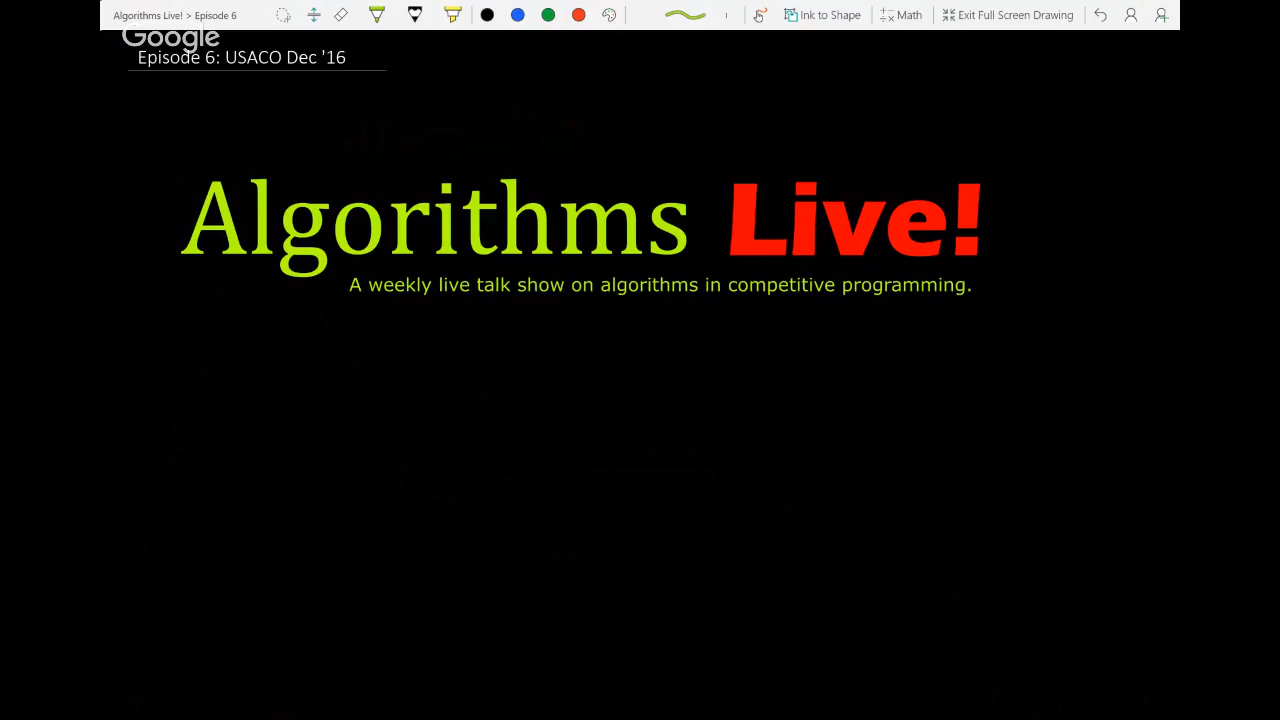 Algorithms Live! > Episode 6
Ink to Shape
Math
Exit Full Screen Drawing
Google
Episode 6: USACO Dec '16
Algorithms Live!
A weekly live talk show on algorithms in competitive programming.